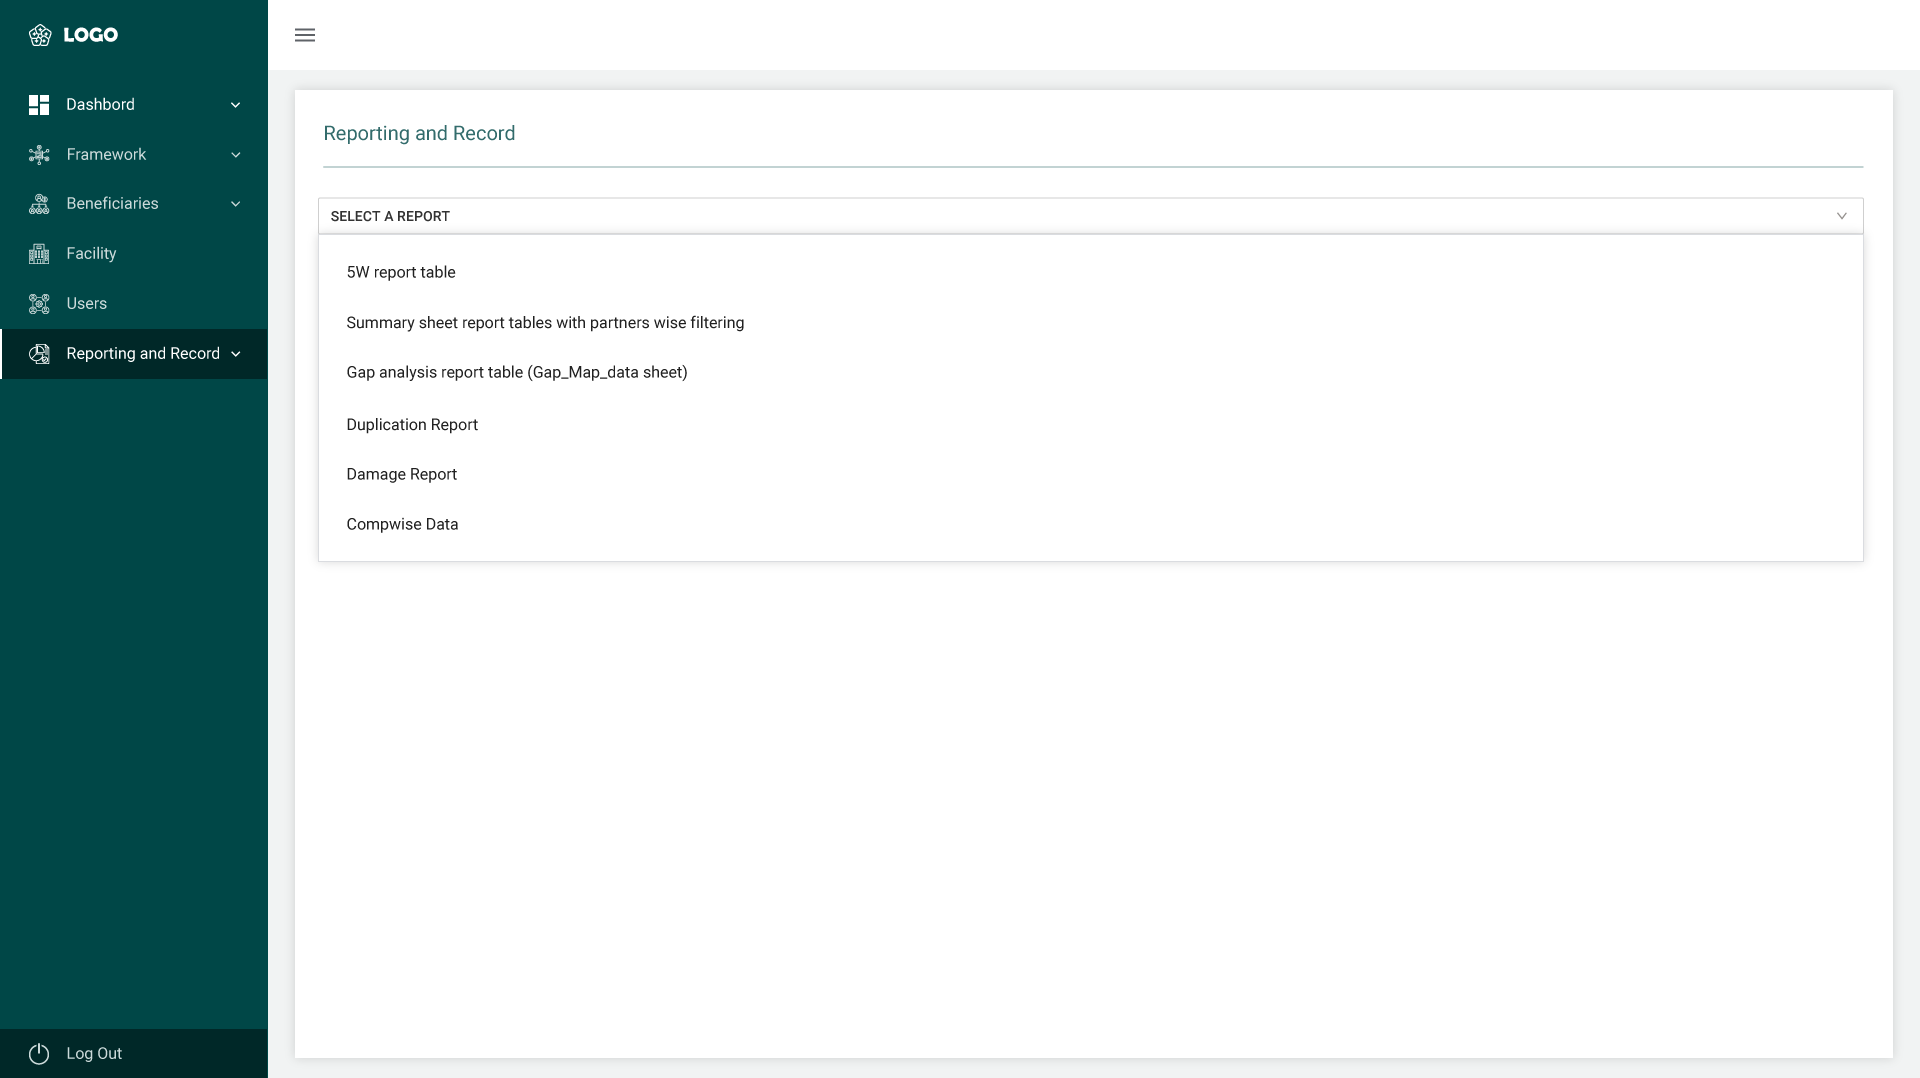 LOGO
Dashbord
Framework
Beneficiaries
Facility
Users
Reporting and Record
Log Out
Reporting and Record
SELECT A REPORT
5W report table
Summary sheet report tables with partners wise filtering
Gap analysis report table (Gap_Map_data sheet)
Duplication Report
Damage Report
Compwise Data